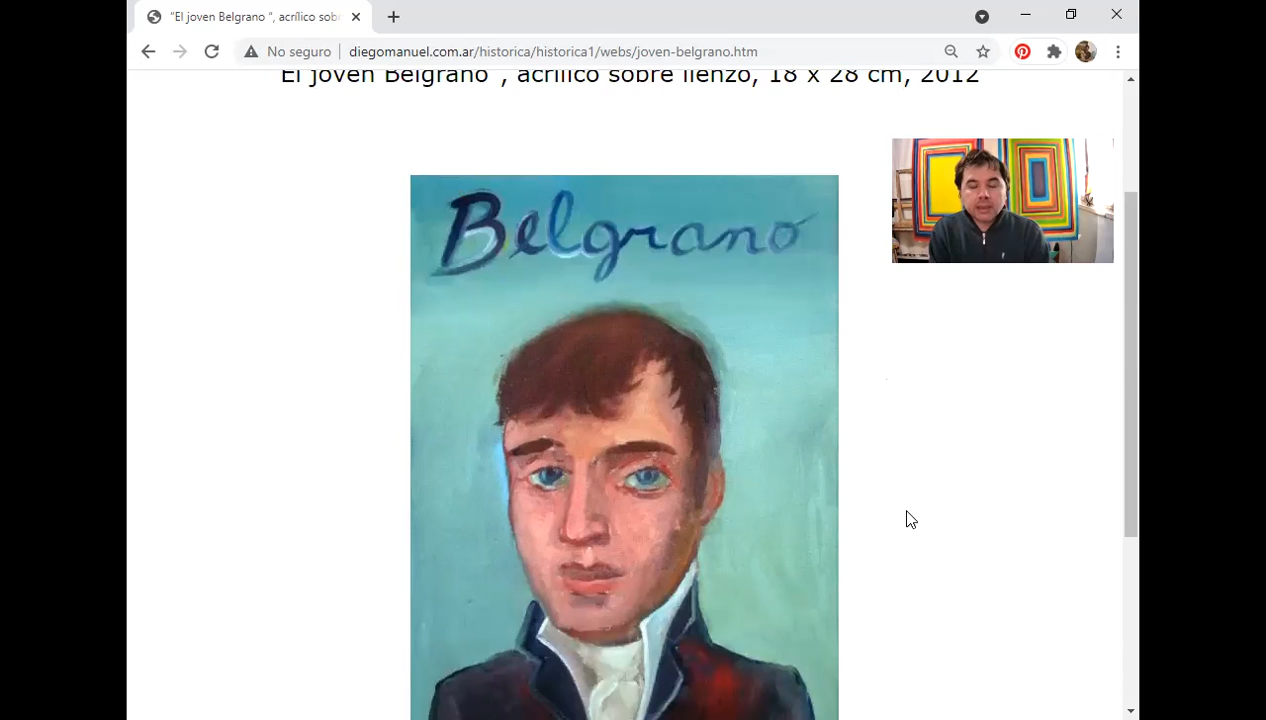 "El joven Belgrano ", acrílico sob
No seguro
diegomanuel.com.ar/historica/historica1/webs/joven-belgrano.htm
El joven Belgrano ", acrílico sobre lienzo, 18 x 28 cm, 2012
Belgrano